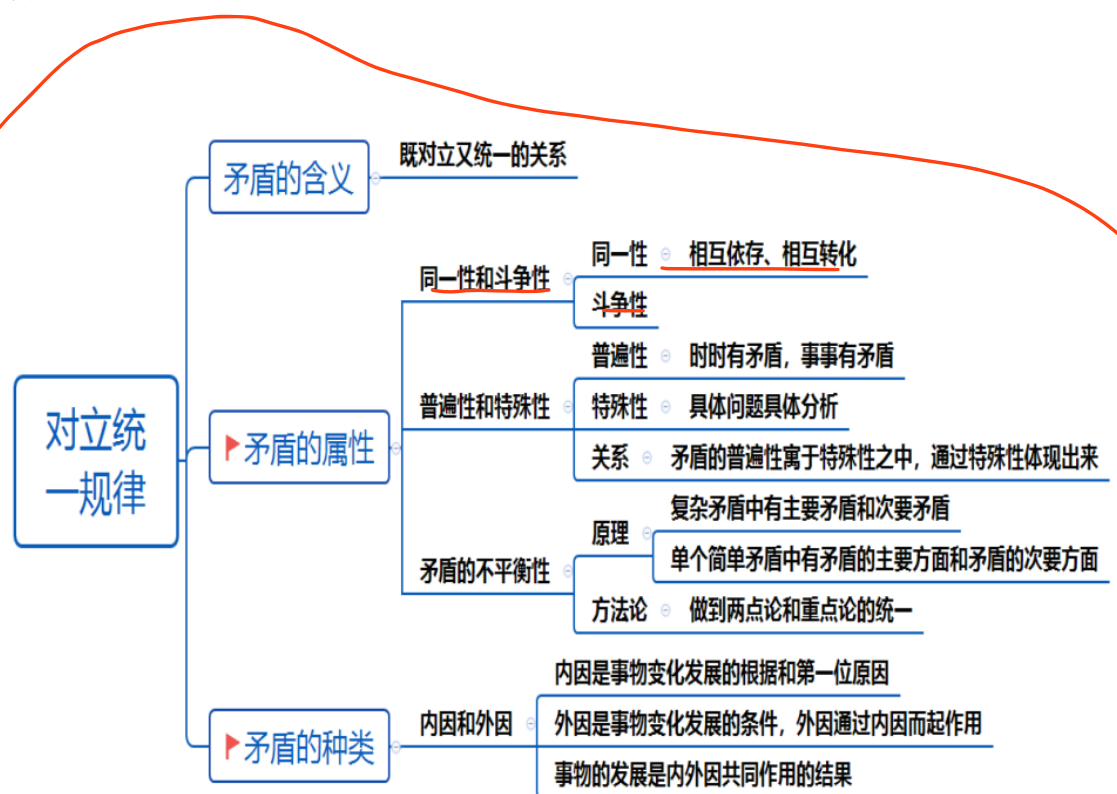 对立统
一规律
矛盾的含义
既对立又统一的关系
矛盾的属性
同一性和斗争性
同一性
相互依存、相互转化
斗争性
普遍性和特殊性
普遍性
时时有矛盾，事事有矛盾
特殊性
具体问题具体分析
关系
矛盾的普遍性寓于特殊性之中，通过特殊性体现出来
矛盾的不平衡性
原理
复杂矛盾中有主要矛盾和次要矛盾
单个简单矛盾中有矛盾的主要方面和矛盾的次要方面
方法论
做到两点论和重点论的统一
矛盾的种类
内因和外因
内因是事物变化发展的根据和第一位原因
外因是事物变化发展的条件，外因通过内因而起作用
事物的发展是内外因共同作用的结果